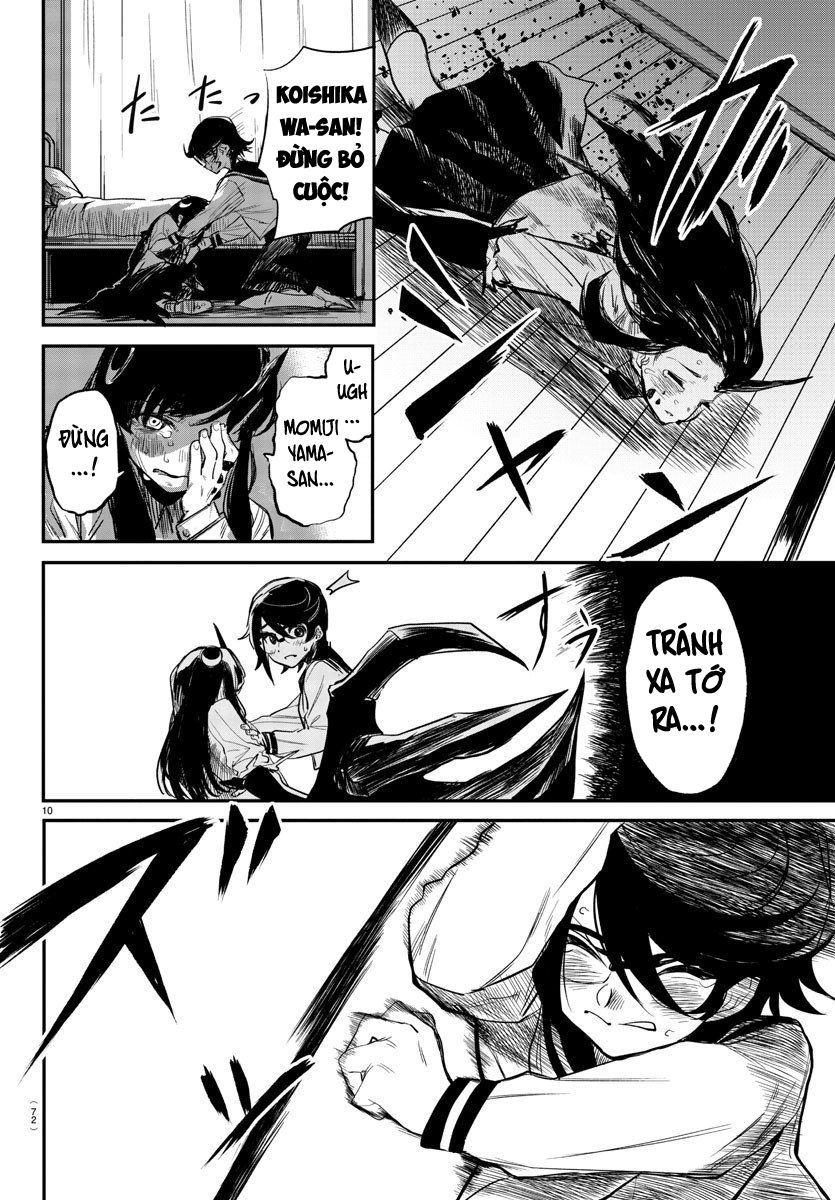 KOISHIKA
WA-SAN!
ĐỪNG BỎ
CUỘC!
U-
UGH
...
MOMIJI
YAMA-
SAN...
ĐỪNG
...!
TRÁNH
XA TỚ
RA...!
10
(72)